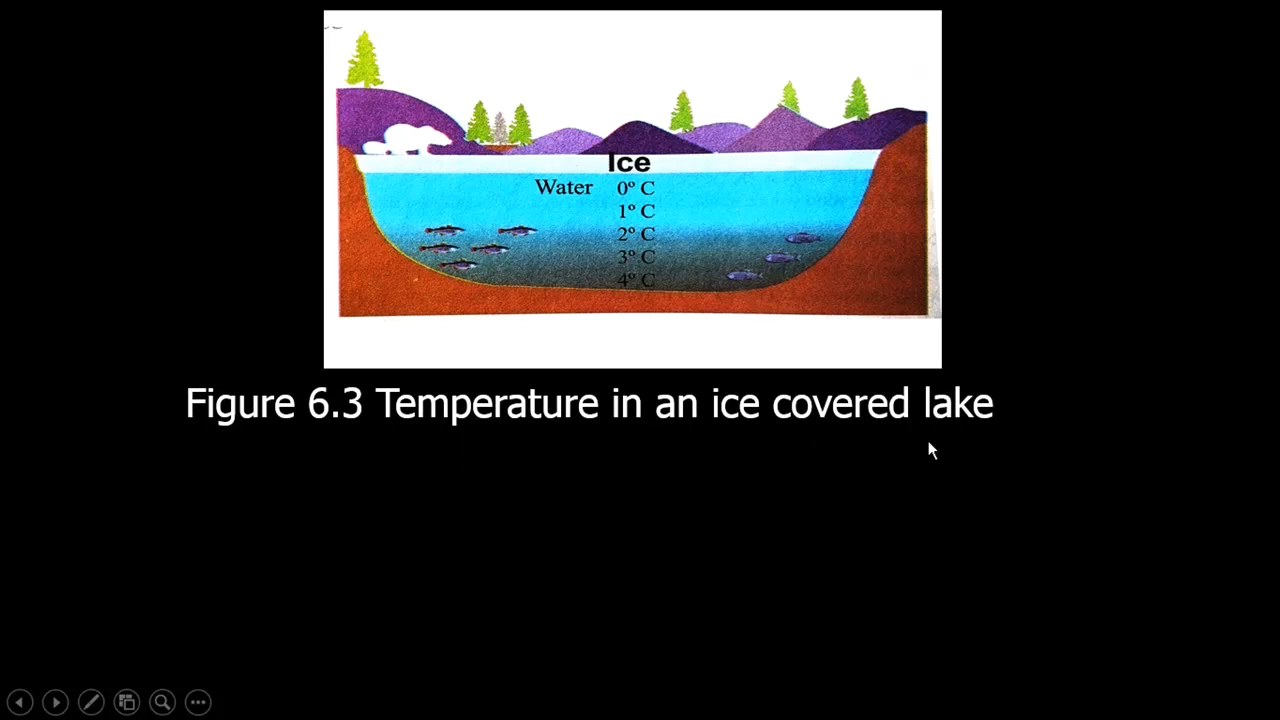 Ice
Water 0° C
1° C
2° C
3° C
4° C
Figure 6.3 Temperature in an ice covered lake